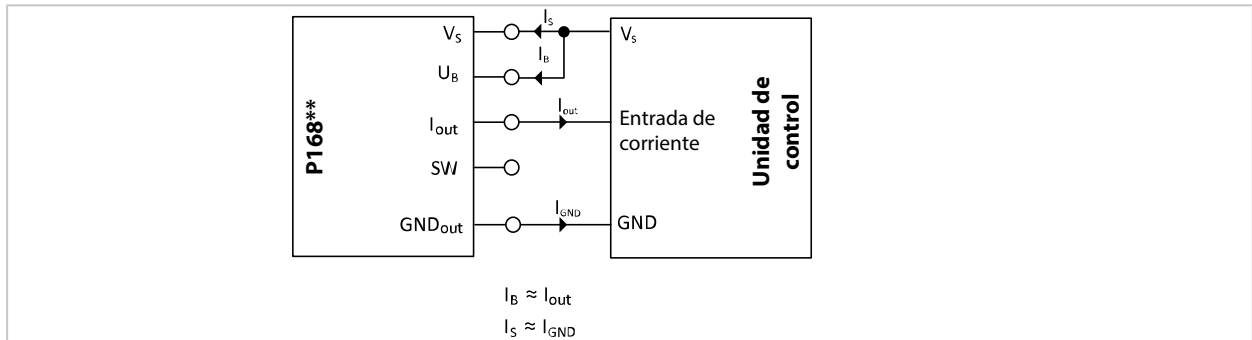 P168**
V_S
U_B
I_out
SW
GND_out
I_S
I_B
I_out
I_GND
V_s
Entrada de
corriente
GND
Unidad de
control
I_B ≈ I_out
I_S ≈ I_GND